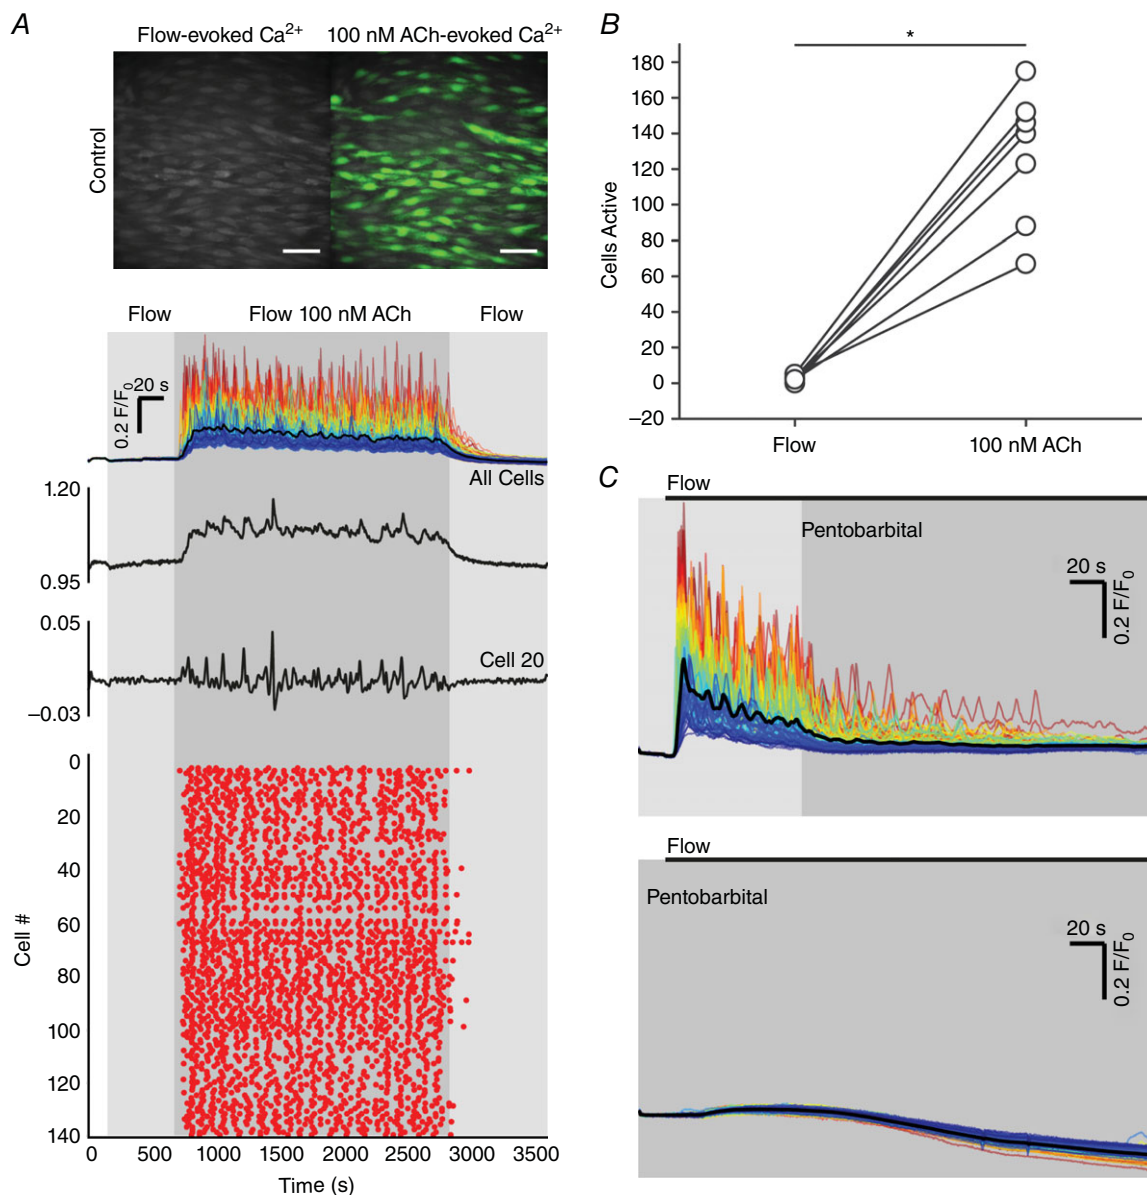 A
Flow-evoked Ca2+
100 nM ACh-evoked Ca2+
Control
Flow
Flow 100 nM ACh
Flow
20 s
0.2 F/F0
All Cells
1.20
0.95
0.05
Cell 20
–0.03
0
20
40
60
80
100
120
140
Cell #
0
500
1000
1500
2000
2500
3000
3500
Time (s)
B
*
180
160
140
120
100
80
60
40
20
0
–20
Cells Active
Flow
100 nM ACh
C
Flow
Pentobarbital
20 s
0.2 F/F0
Flow
Pentobarbital
20 s
0.2 F/F0